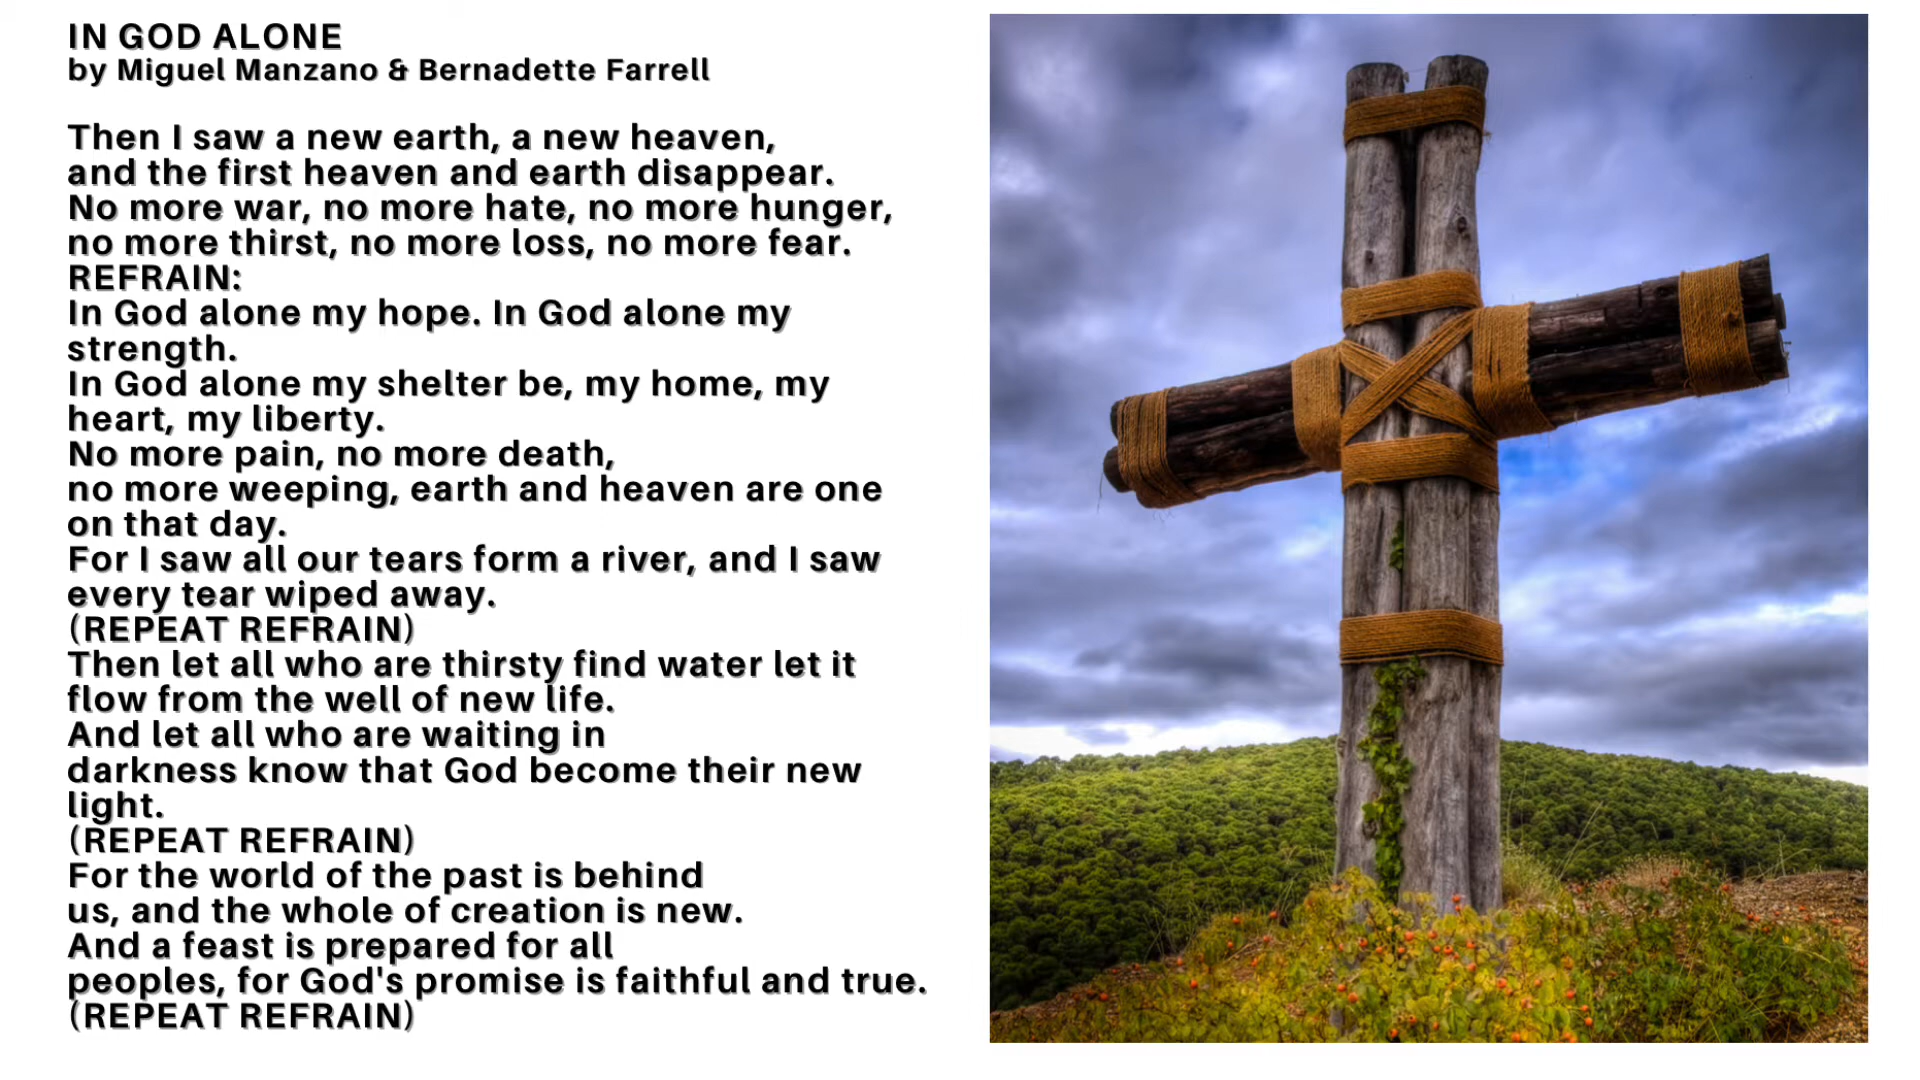 IN GOD ALONE
by Miguel Manzano & Bernadette Farrell
Then I saw a new earth, a new heaven,
and the first heaven and earth disappear.
No more war, no more hate, no more hunger,
no more thirst, no more loss, no more fear.
REFRAIN:
In God alone my hope. In God alone my
strength.
In God alone my shelter be, my home, my
heart, my liberty.
No more pain, no more death,
no more weeping, earth and heaven are one
on that day.
For I saw all our tears form a river, and I saw
every tear wiped away.
(REPEAT REFRAIN)
Then let all who are thirsty find water let it
flow from the well of new life.
And let all who are waiting in
darkness know that God become their new
light.
(REPEAT REFRAIN)
For the world of the past is behind
us, and the whole of creation is new.
And a feast is prepared for all
peoples, for God's promise is faithful and true.
(REPEAT REFRAIN)